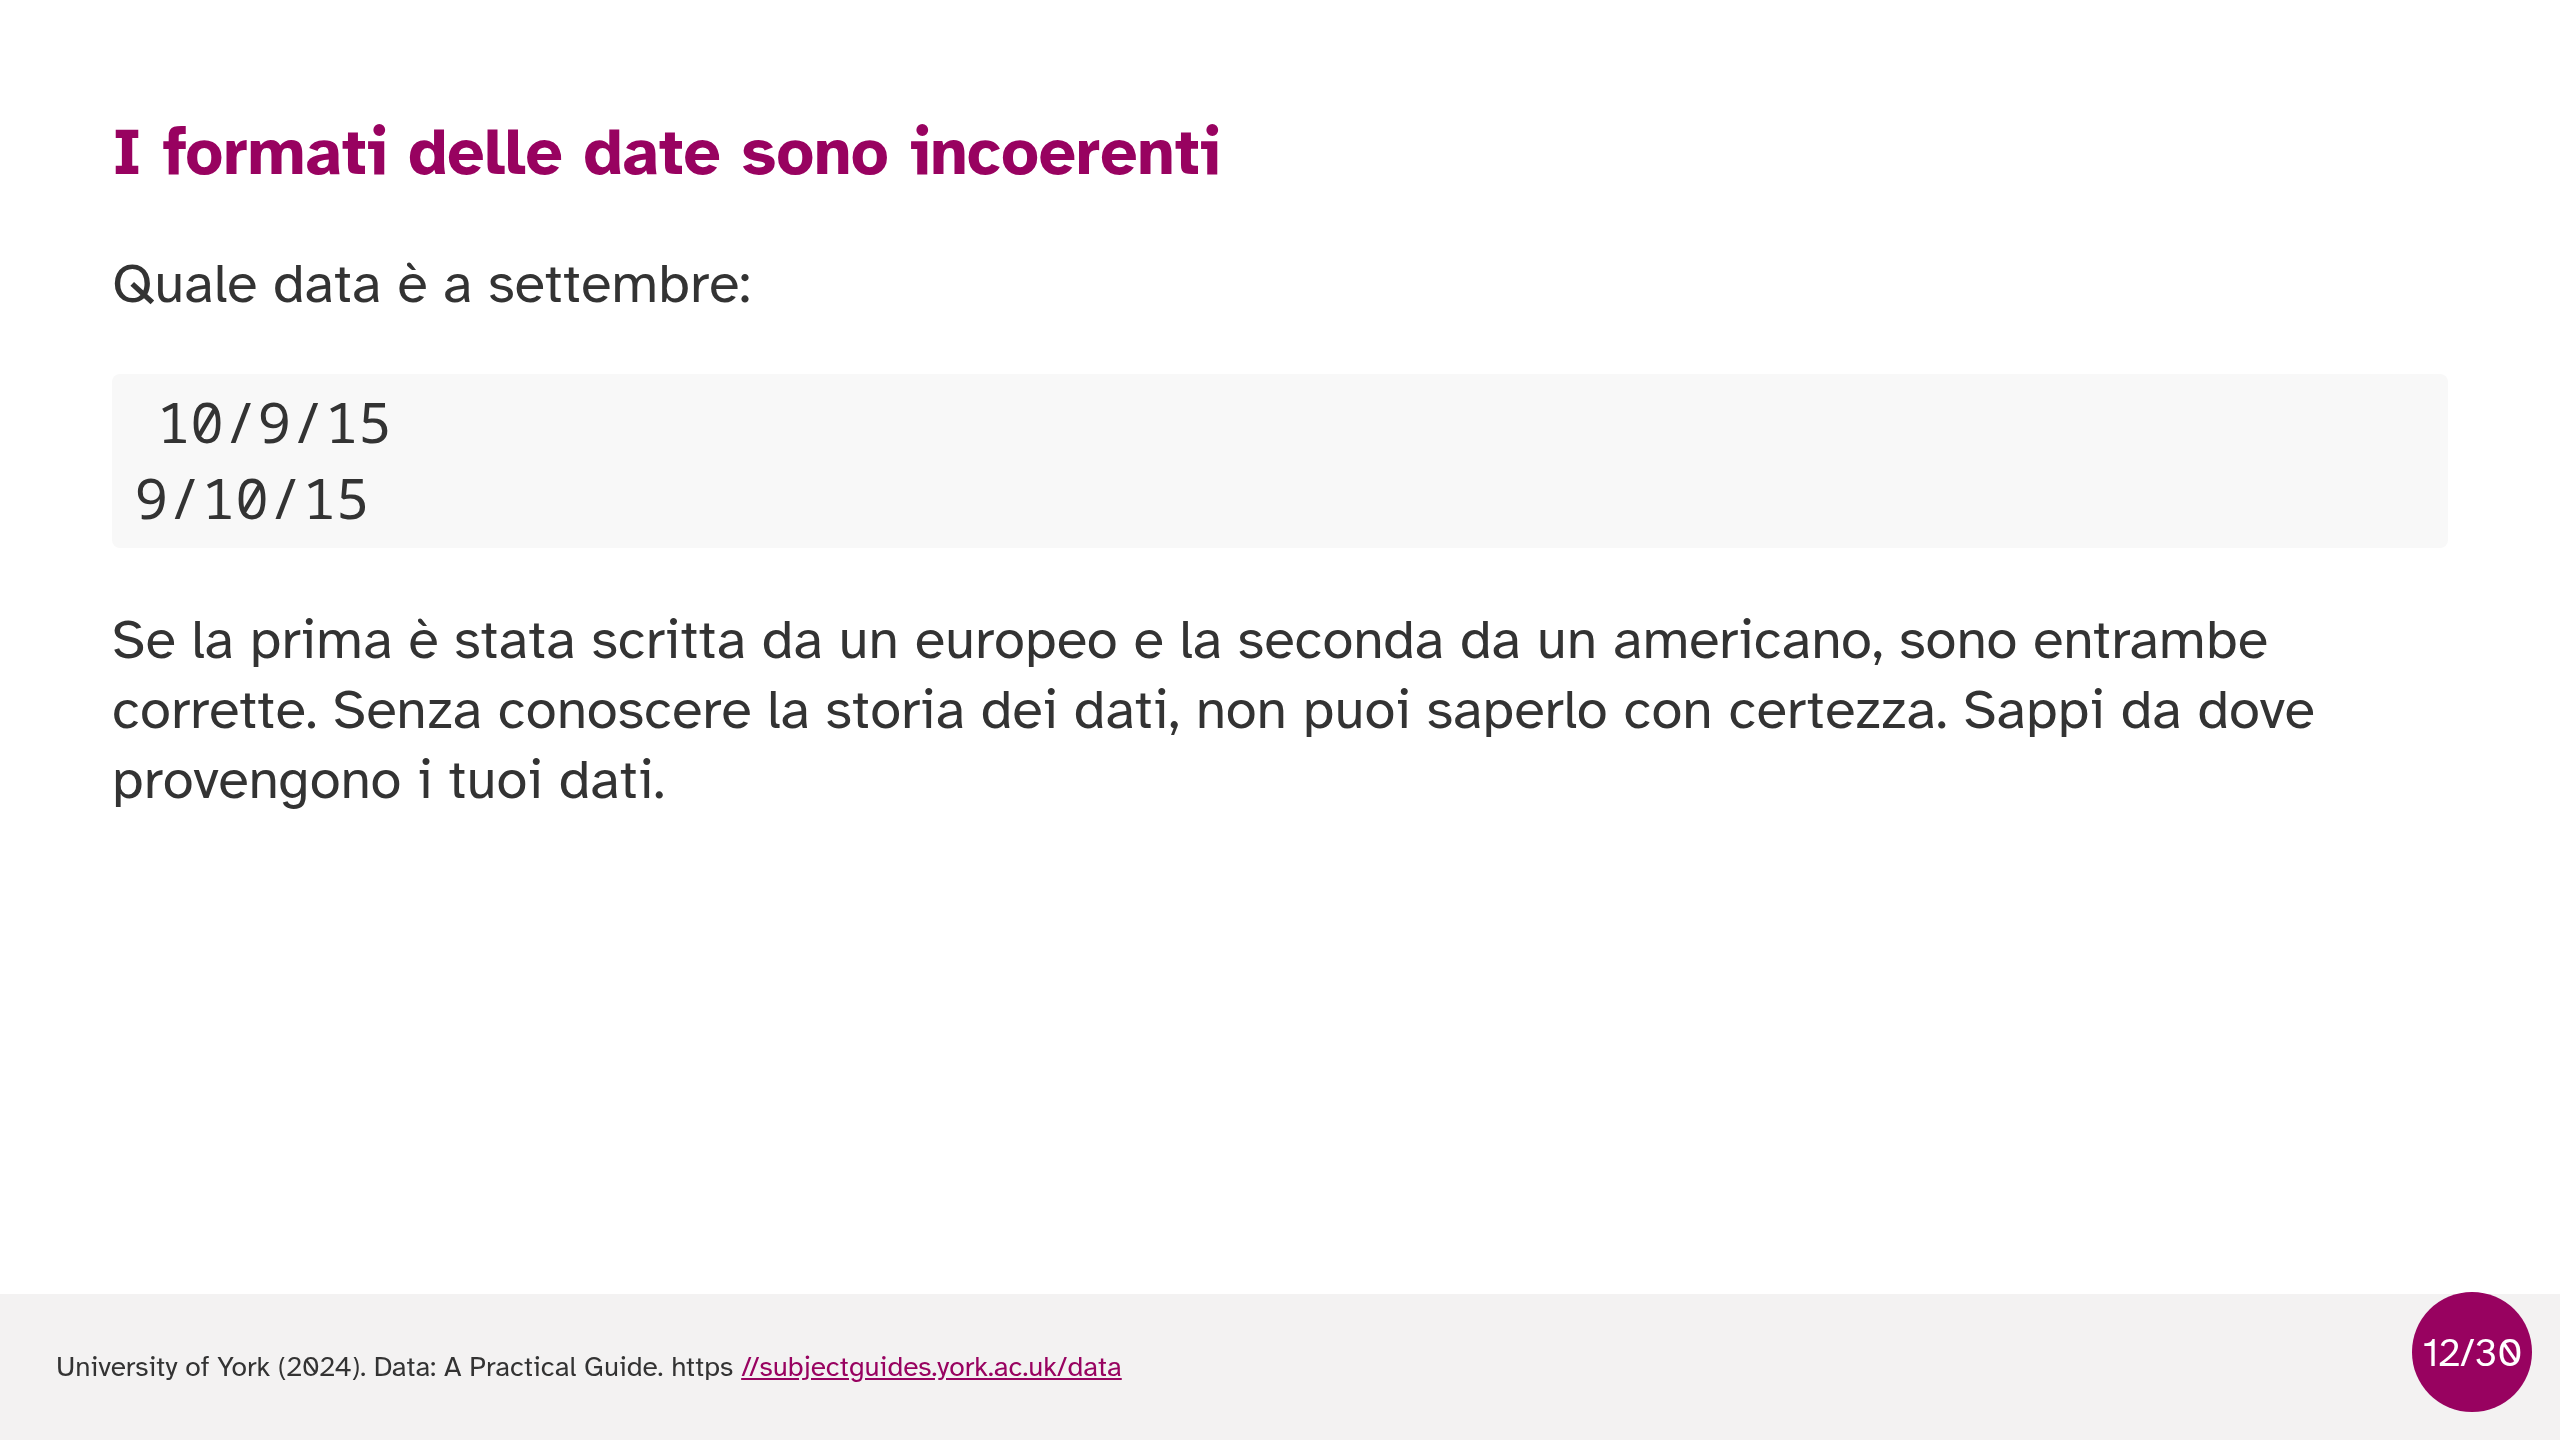 I formati delle date sono incoerenti
Quale data è a settembre:
10/9/15
9/10/15
Se la prima è stata scritta da un europeo e la seconda da un americano, sono entrambe
corrette. Senza conoscere la storia dei dati, non puoi saperlo con certezza. Sappi da dove
provengono i tuoi dati.
University of York (2024). Data: A Practical Guide. https //subjectguides.york.ac.uk/data
12/30